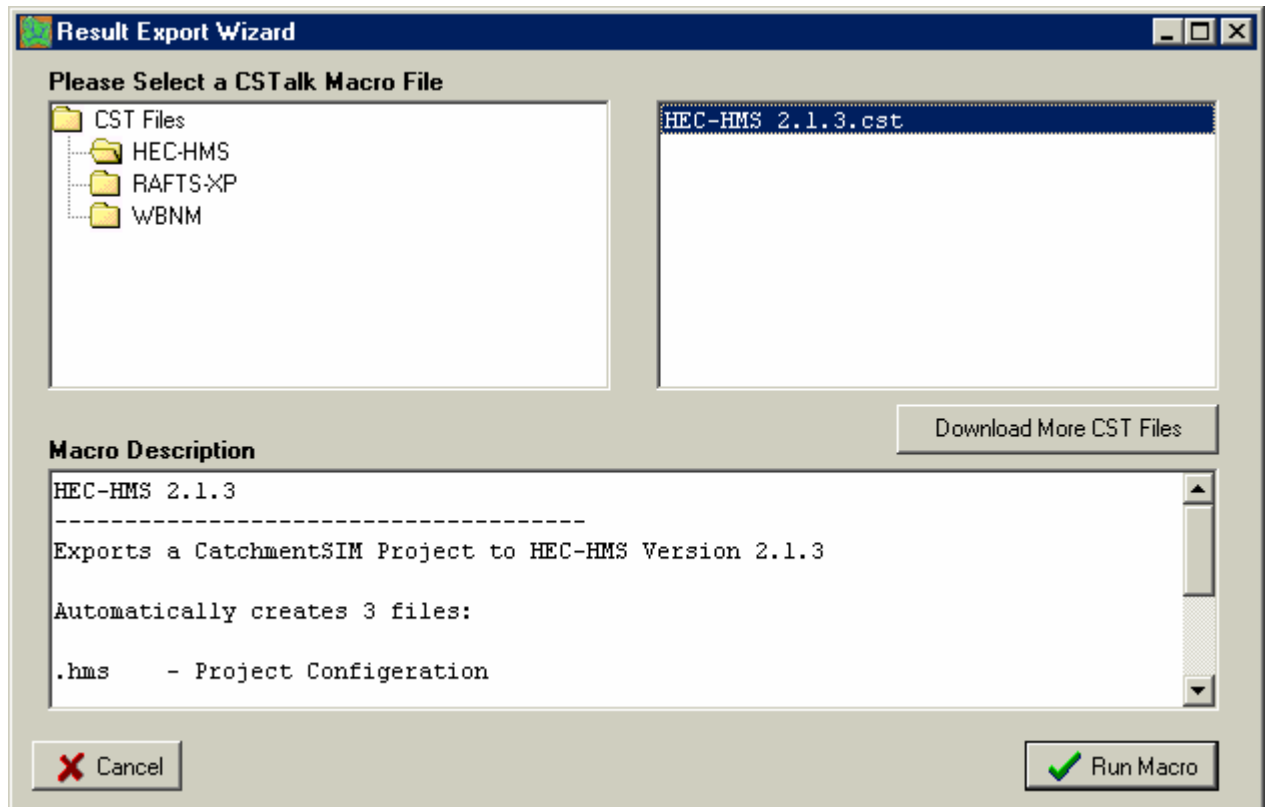 Result Export Wizard
Please Select a CSTalk Macro File
CST Files
HEC-HMS
RAFTS-XP
WBNM
HEC-HMS 2.1.3.cst
Download More CST Files
Macro Description
HEC-HMS 2.1.3
--------------------------------------
Exports a CatchmentSIM Project to HEC-HMS Version 2.1.3
Automatically creates 3 files:
.hms    - Project Configeration
Cancel
Run Macro